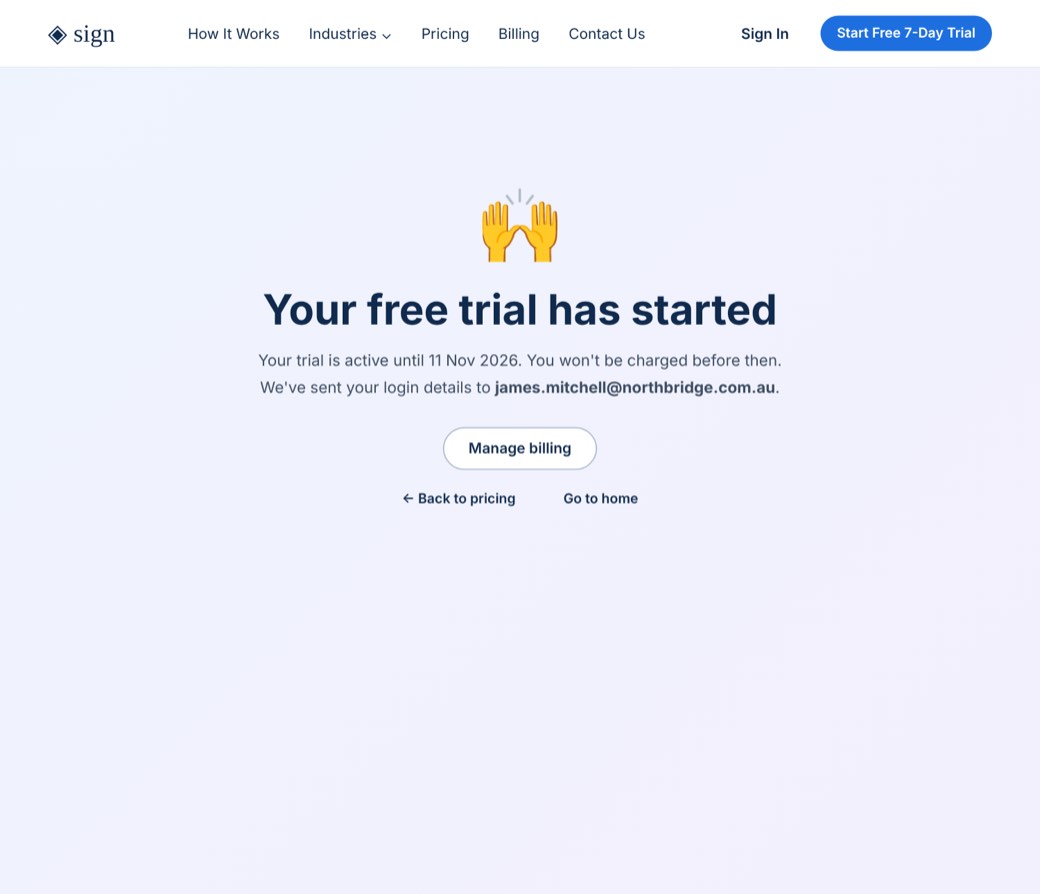 sign
How It Works
Industries
Pricing
Billing
Contact Us
Sign In
Start Free 7-Day Trial
Your free trial has started
Your trial is active until 11 Nov 2026. You won't be charged before then.
We've sent your login details to james.mitchell@northbridge.com.au.
Manage billing
← Back to pricing
Go to home